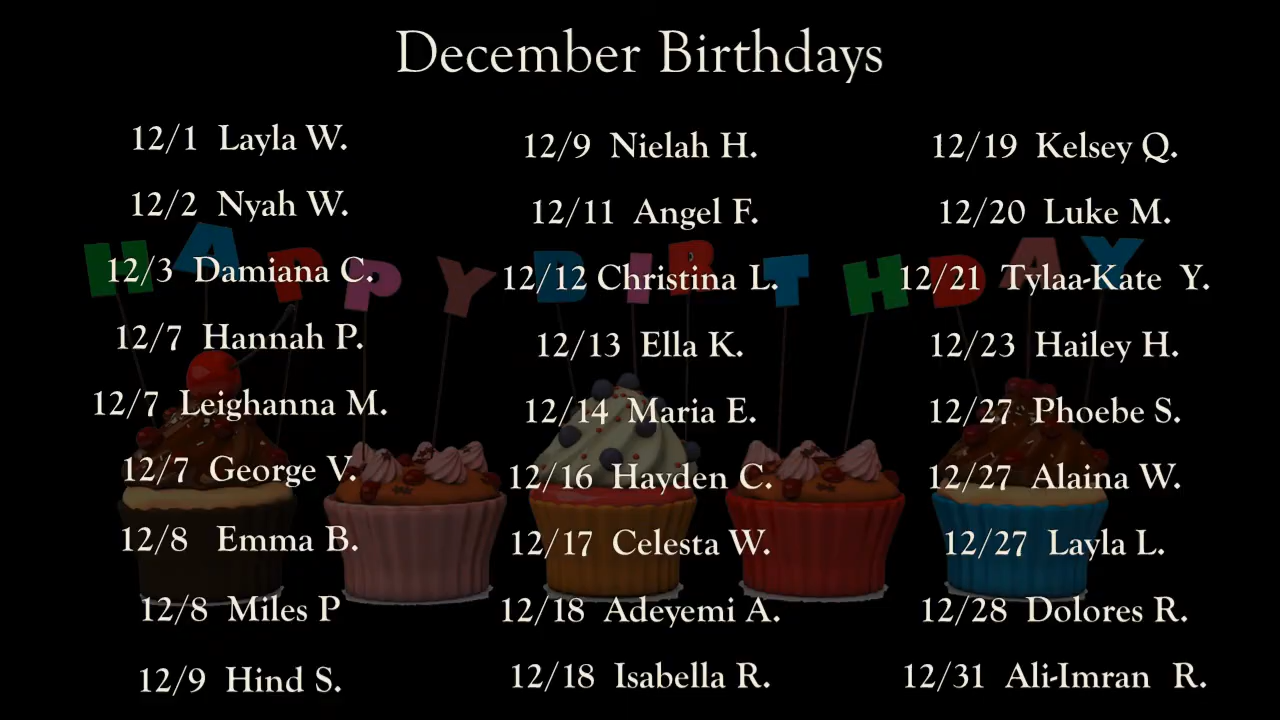 December Birthdays
12/1 Layla W.
12/2 Nyah W.
12/3 Damiana C.
12/7 Hannah P.
12/7 Leighanna M.
12/7 George V.
12/8 Emma B.
12/8 Miles P
12/9 Hind S.
12/9 Nielah H.
12/11 Angel F.
12/12 Christina L.
12/13 Ella K.
12/14 Maria E.
12/16 Hayden C.
12/17 Celesta W.
12/18 Adeyemi A.
12/18 Isabella R.
12/19 Kelsey Q.
12/20 Luke M.
12/21 Tylaa-Kate Y.
12/23 Hailey H.
12/27 Phoebe S.
12/27 Alaina W.
12/27 Layla L.
12/28 Dolores R.
12/31 Ali-Imran R.
HAPPY BIRTHDAY